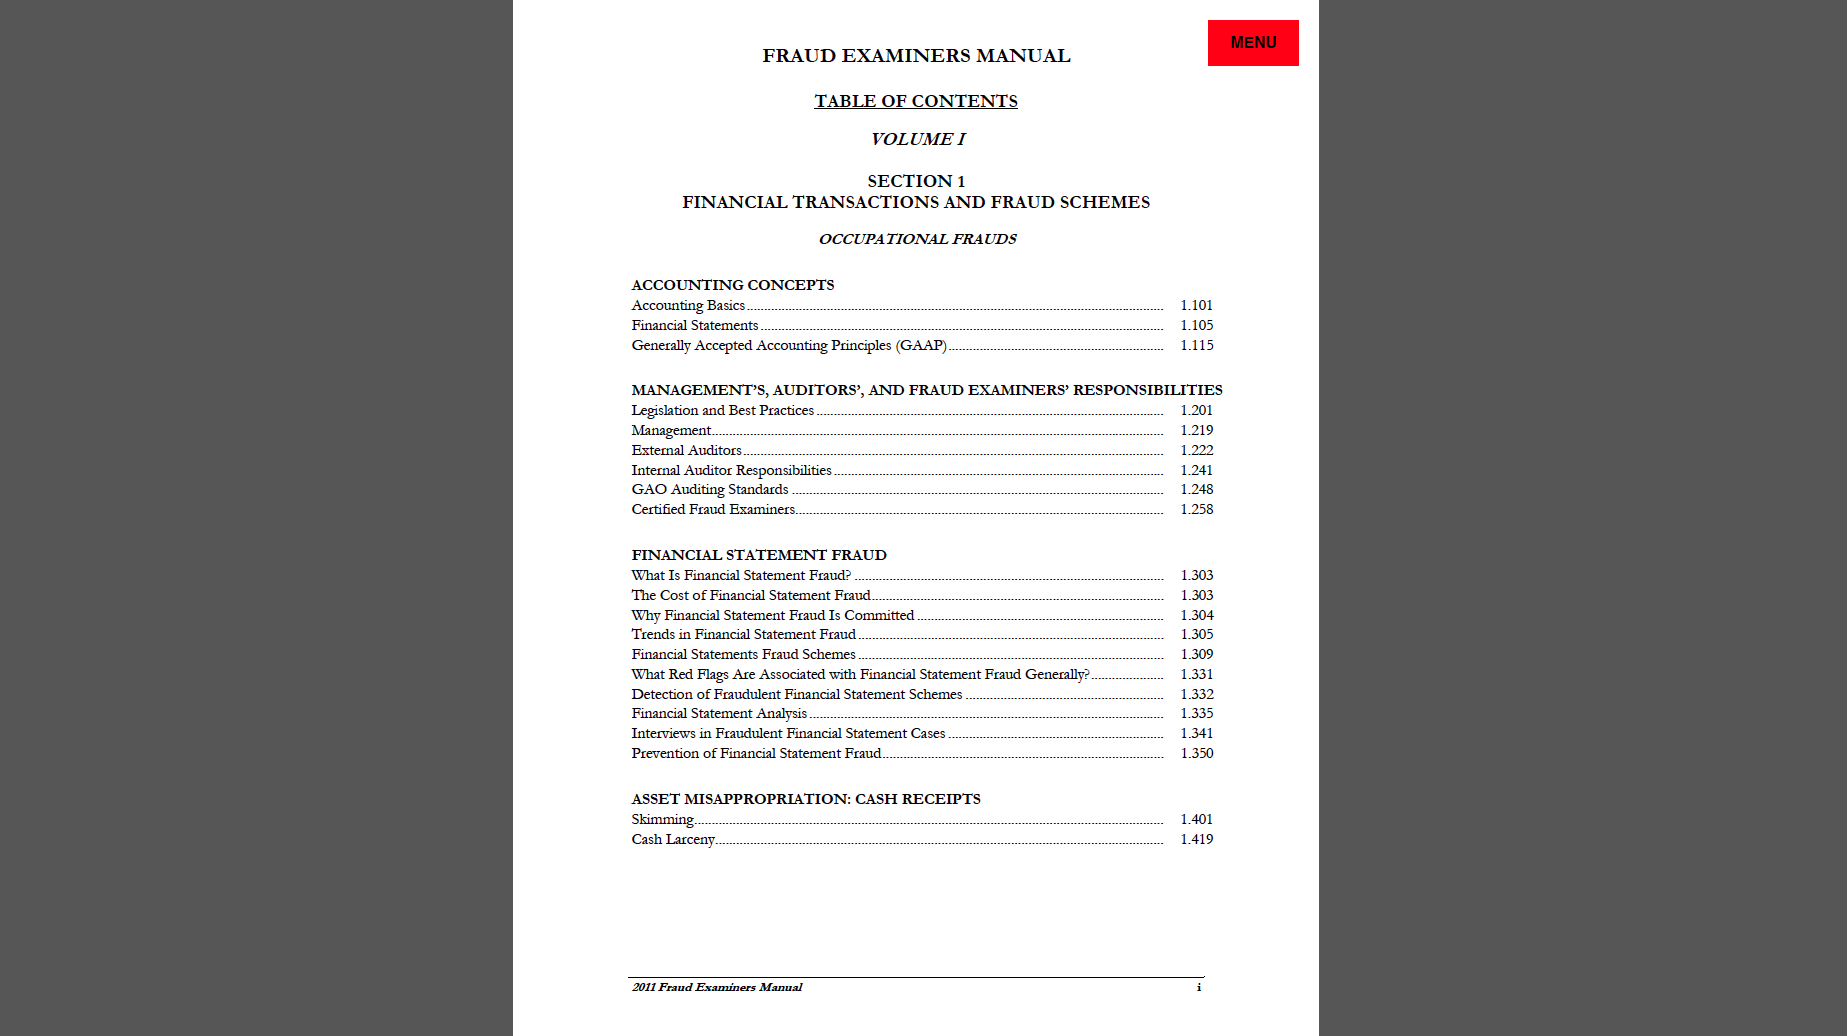 MENU
FRAUD EXAMINERS MANUAL
TABLE OF CONTENTS
VOLUME I
SECTION 1
FINANCIAL TRANSACTIONS AND FRAUD SCHEMES
OCCUPATIONAL FRAUDS
ACCOUNTING CONCEPTS
Accounting Basics 1.101
Financial Statements 1.105
Generally Accepted Accounting Principles (GAAP) 1.115
MANAGEMENT’S, AUDITORS’, AND FRAUD EXAMINERS’ RESPONSIBILITIES
Legislation and Best Practices 1.201
Management 1.219
External Auditors 1.222
Internal Auditor Responsibilities 1.241
GAO Auditing Standards 1.248
Certified Fraud Examiners 1.258
FINANCIAL STATEMENT FRAUD
What Is Financial Statement Fraud? 1.303
The Cost of Financial Statement Fraud 1.303
Why Financial Statement Fraud Is Committed 1.304
Trends in Financial Statement Fraud 1.305
Financial Statements Fraud Schemes 1.309
What Red Flags Are Associated with Financial Statement Fraud Generally? 1.331
Detection of Fraudulent Financial Statement Schemes 1.332
Financial Statement Analysis 1.335
Interviews in Fraudulent Financial Statement Cases 1.341
Prevention of Financial Statement Fraud 1.350
ASSET MISAPPROPRIATION: CASH RECEIPTS
Skimming 1.401
Cash Larceny 1.419
2011 Fraud Examiners Manual i